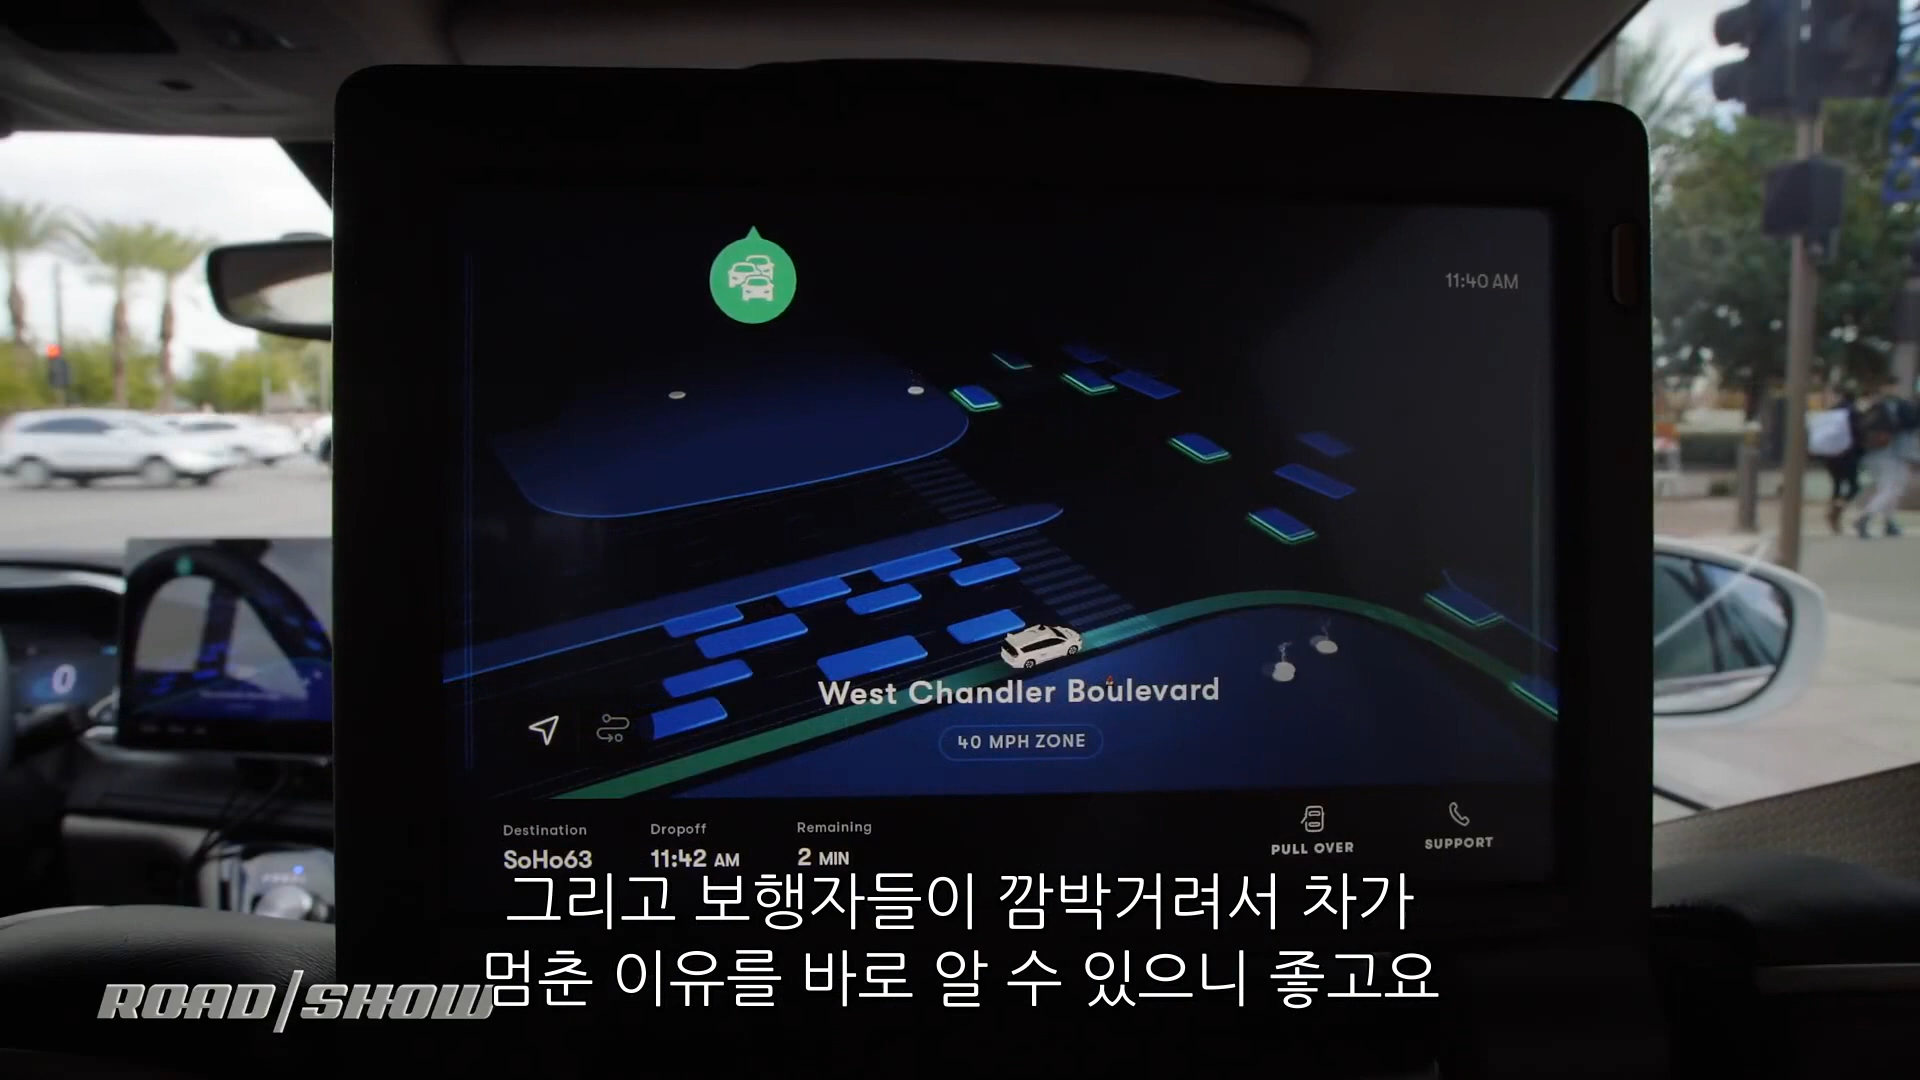 11:40 AM
West Chandler Boulevard
40 MPH ZONE
Destination
SoHo63
Dropoff
11:42 AM
Remaining
2 MIN
PULL OVER
SUPPORT
0
그리고 보행자들이 깜박거려서 차가
멈춘 이유를 바로 알 수 있으니 좋고요
ROAD/SHOW